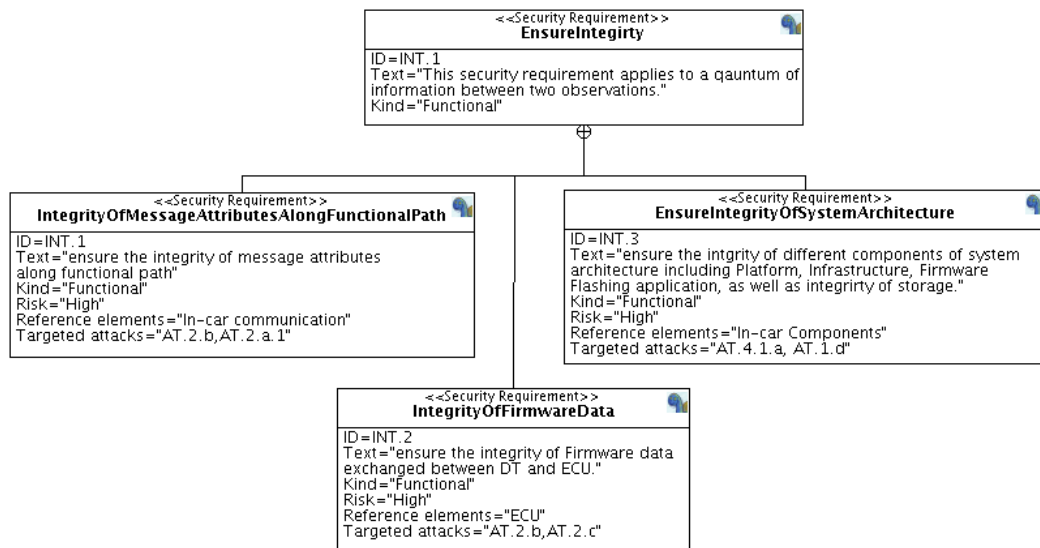 <<Security Requirement>>
EnsureIntegirty
ID=INT.1
Text="This security requirement applies to a qauntum of
information between two observations."
Kind="Functional"
<<Security Requirement>>
IntegrityOfMessageAttributesAlongFunctionalPath
ID=INT.1
Text="ensure the integrity of message attributes
along functional path"
Kind="Functional"
Risk="High"
Reference elements="In-car communication"
Targeted attacks="AT.2.b,AT.2.a.1"
<<Security Requirement>>
EnsureIntegrityOfSystemArchitecture
ID=INT.3
Text="ensure the intgrity of different components of system
architecture including Platform, Infrastructure, Firmware
Flashing application, as well as integrirty of storage."
Kind="Functional"
Risk="High"
Reference elements="In-car Components"
Targeted attacks="AT.4.1.a, AT.1.d"
<<Security Requirement>>
IntegrityOfFirmwareData
ID=INT.2
Text="ensure the integrity of Firmware data
exchanged between DT and ECU."
Kind="Functional"
Risk="High"
Reference elements="ECU"
Targeted attacks="AT.2.b,AT.2.c"